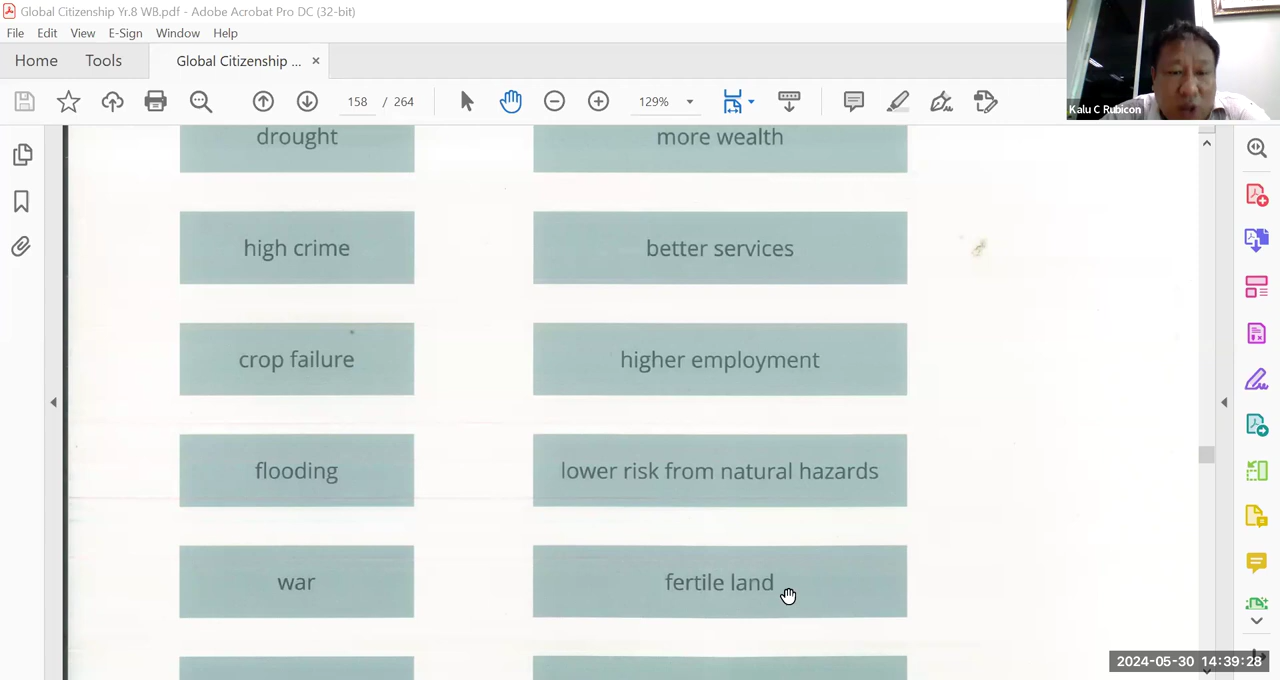 Global Citizenship Yr.8 WB.pdf - Adobe Acrobat Pro DC (32-bit)
File Edit View E-Sign Window Help
Home Tools Global Citizenship ... ×
158 / 264 129%
Kalu C Rubicon
drought more wealth
high crime better services
crop failure higher employment
flooding lower risk from natural hazards
war fertile land
2024-05-30 14:39:28